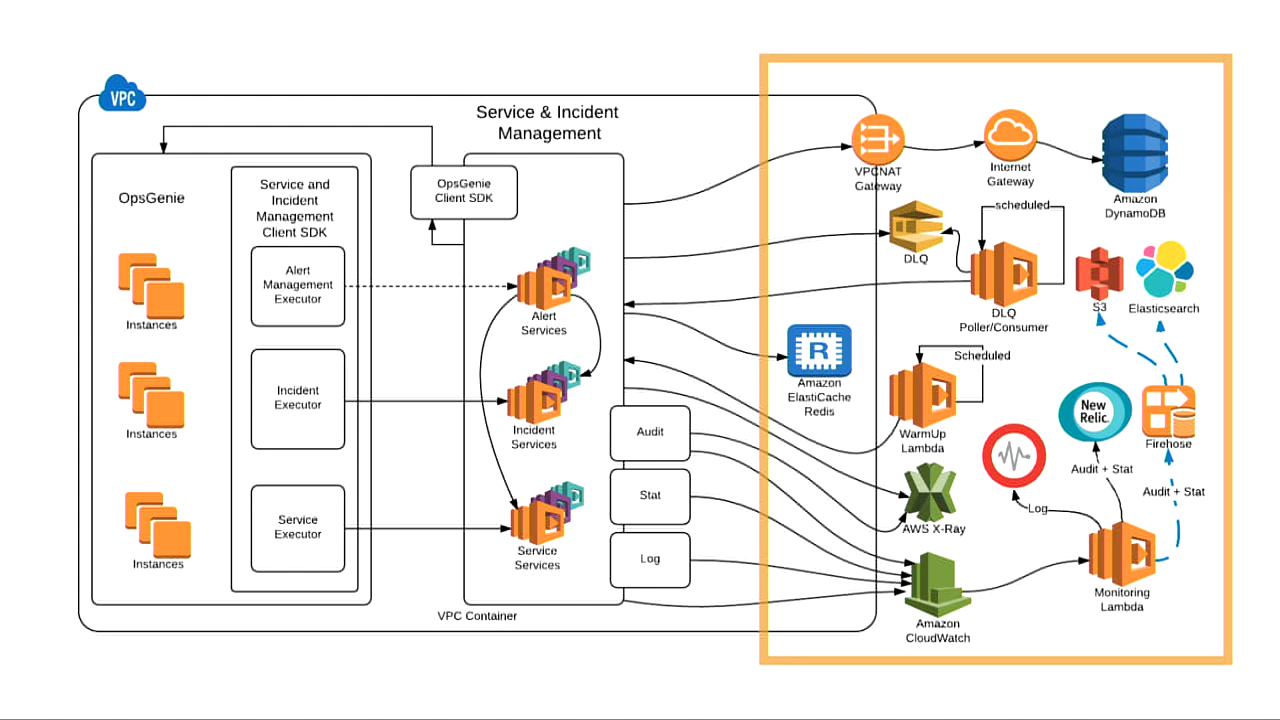 VPC
Service & Incident
Management
OpsGenie
Service and
Incident
Management
Client SDK
OpsGenie
Client SDK
Alert
Management
Executor
Incident
Executor
Service
Executor
Instances
Instances
Instances
Alert
Services
Incident
Services
Service
Services
Audit
Stat
Log
VPC Container
VPCNAT
Gateway
Internet
Gateway
Amazon
DynamoDB
DLQ
scheduled
DLQ
Poller/Consumer
S3
Elasticsearch
R
Amazon
ElastiCache
Redis
Scheduled
WarmUp
Lambda
New
Relic.
Firehose
Audit + Stat
Audit + Stat
Log
AWS X-Ray
Monitoring
Lambda
Amazon
CloudWatch